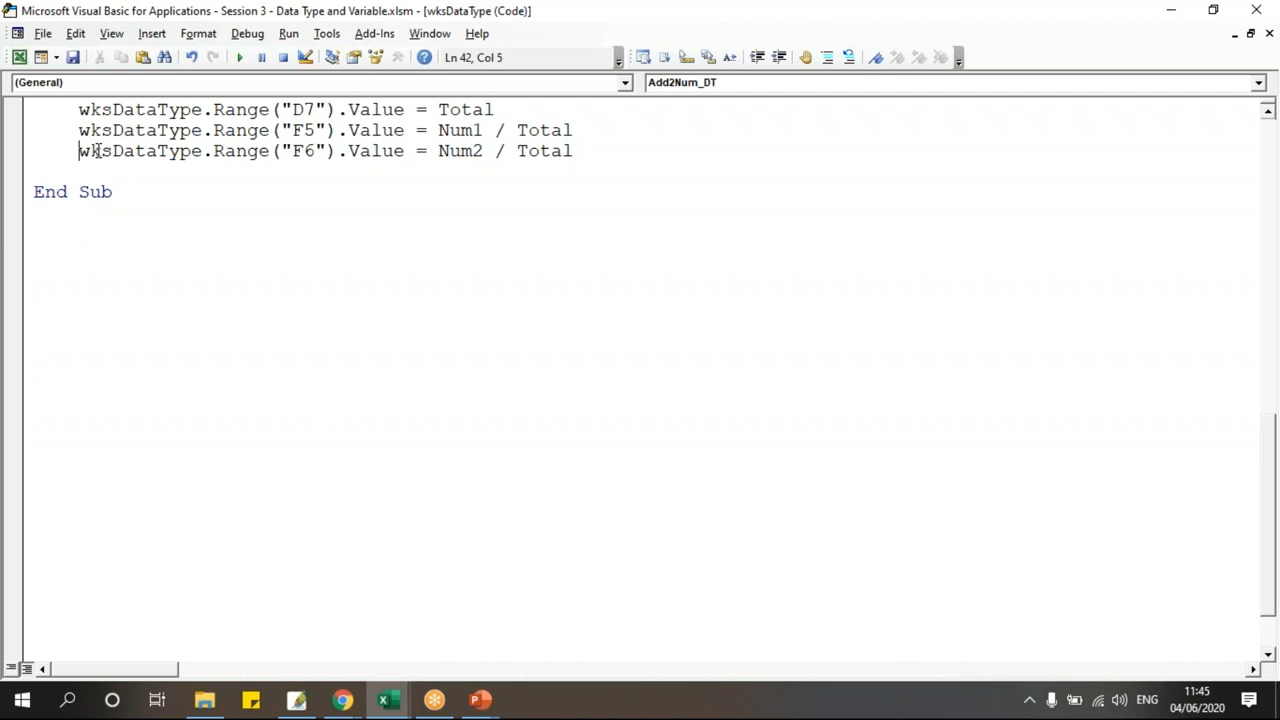 Microsoft Visual Basic for Applications - Session 3 - Data Type and Variable.xlsm - [wksDataType (Code)]
File Edit View Insert Format Debug Run Tools Add-Ins Window Help
Ln 42, Col 5
(General) Add2Num_DT
wksDataType.Range("D7").Value = Total
wksDataType.Range("F5").Value = Num1 / Total
wksDataType.Range("F6").Value = Num2 / Total
End Sub
ENG
11:45
04/06/2020